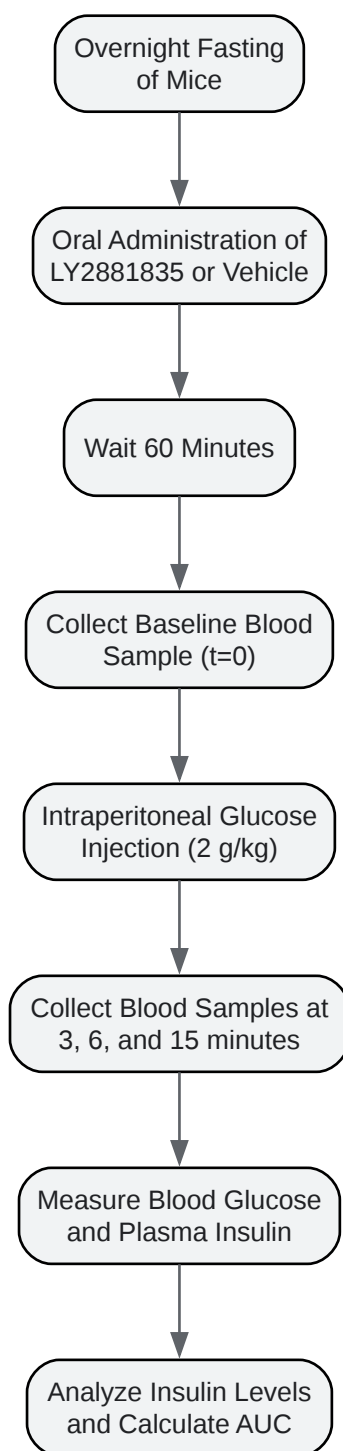 Overnight Fasting
of Mice
Oral Administration of
LY2881835 or Vehicle
Wait 60 Minutes
Collect Baseline Blood
Sample (t=0)
Intraperitoneal Glucose
Injection (2 g/kg)
Collect Blood Samples at
3, 6, and 15 minutes
Measure Blood Glucose
and Plasma Insulin
Analyze Insulin Levels
and Calculate AUC